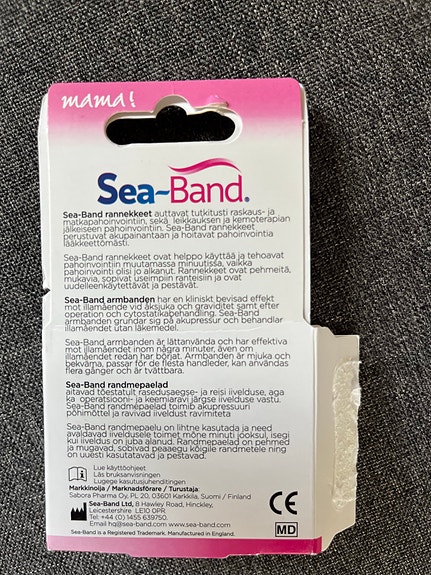 mama!
Sea-Band®
Sea-Band rannekkeet auttavat tutkitusti raskaus- ja
matkapahoinvointiin, sekä leikkauksen ja kemoterapian
jälkeiseen pahoinvointiin. Sea-Band rannekkeet
perustuvat akupainantaan ja hoitavat pahoinvointia
lääkkeettömästi.
Sea-Band rannekkeet ovat helppo käyttää ja tehoavat
pahoinvointiin muutamassa minuutissa, vaikka
pahoinvointi olisi jo alkanut. Rannekkeet ovat pehmeitä,
mukavia, sopivat useimpiin ranteisiin ja ovat
uudelleenkäytettävät ja pestävät.
Sea-Band armbanden har en kliniskt bevisad effekt
mot illamående vid åksjuka och graviditet samt efter
operation och cytostatikabehandling. Sea-Band
armbanden grundar sig på akupressur och behandlar
illamåendet utan läkemedel.
Sea-Band armbanden är lättanvända och har effektiva
mot illamåendet inom några minuter, även om
illamåendet redan har börjat. Armbanden är mjuka och
bekväma, passar för de flesta handleder, kan användas
flera gånger och är tvättbara.
Sea-Band randmepaelad
aitavad tõestatult rasedusaegse- ja reisi iivelduse, aga
ka operatsiooni- ja keemiaravi järgse iivelduse vastu.
Sea-Band randmepaelad toimib akupressuuri
põhimõttel ja ravivad iiveldust ravimiteta
Sea-Band randmepaelu on lihtne kasutada ja need
avaldavad iiveldusele toimet mõne minuti jooksul, isegi
kui iiveldus on juba alanud. Randmepaelad on pehmed
ja mugavad, sobivad peaaegu kõigile randmetele ning
on uuesti kasutatavad ja pestavad.
Lue käyttöohjeet
Läs bruksanvisningen
Lugege kasutusjuhenditingen
Markkinoija / Marknadsförare / Turustaja:
Sabora Pharma Oy, PL 20, 03601 Karkkila, Suomi / Finland
Sea-Band Ltd, 8 Hawley Road, Hinckley,
Leicestershire LE10 0PR
Tel: +44 (0) 1455 639750.
Email hq@sea-band.com www.sea-band.com
Sea-Band is a Registered Trademark. Manufactured in England.
CE
MD